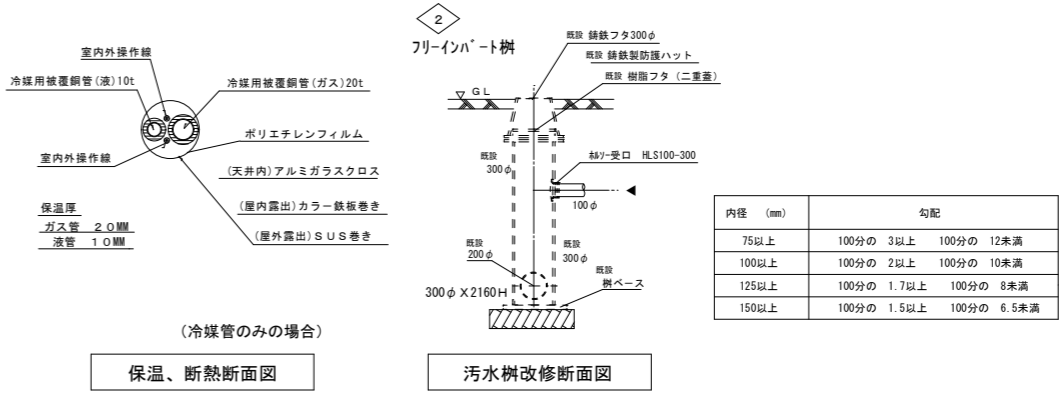 室内外操作線
冷媒用被覆銅管(液)10t
冷媒用被覆銅管(ガス)20t
ポリエチレンフィルム
室内外操作線
(天井内)アルミガラスクロス
(屋内露出)カラー鉄板巻き
(屋外露出)SUS巻き
保温厚
ガス管 20MM
液管 10MM
(冷媒管のみの場合)
保温、断熱断面図
2
フリーインバート桝
既設 鋳鉄フタ300φ
既設 鋳鉄製防護ハット
既設 樹脂フタ(二重蓋)
GL
既設
300φ
ホルソー受口 HLS100-300
100φ
既設
200φ
既設
300φ
既設
桝ベース
300φX2160H
汚水桝改修断面図
内径 (mm) 勾配
75以上 100分の 3以上 100分の 12未満
100以上 100分の 2以上 100分の 10未満
125以上 100分の 1.7以上 100分の 8未満
150以上 100分の 1.5以上 100分の 6.5未満